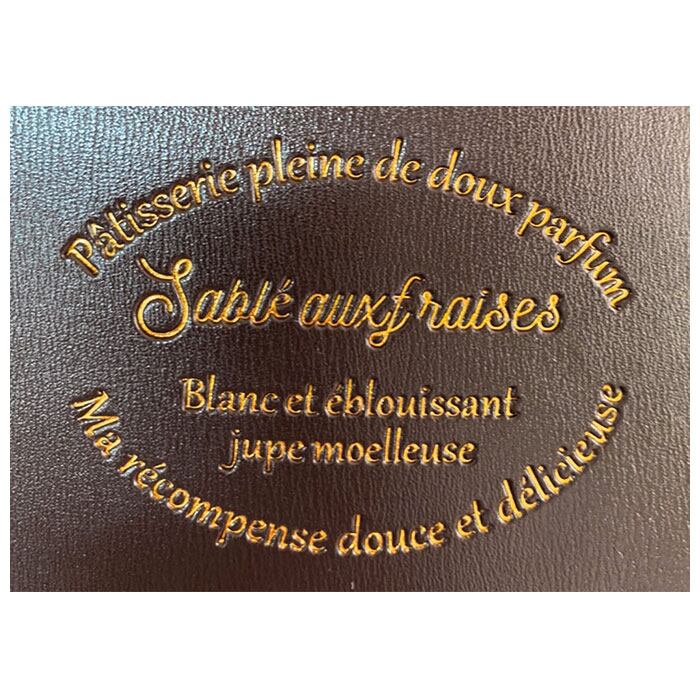 Pâtisserie pleine de doux parfum
Sablé aux fraises
Blanc et éblouissant
jupe moelleuse
Ma récompense douce et délicieuse